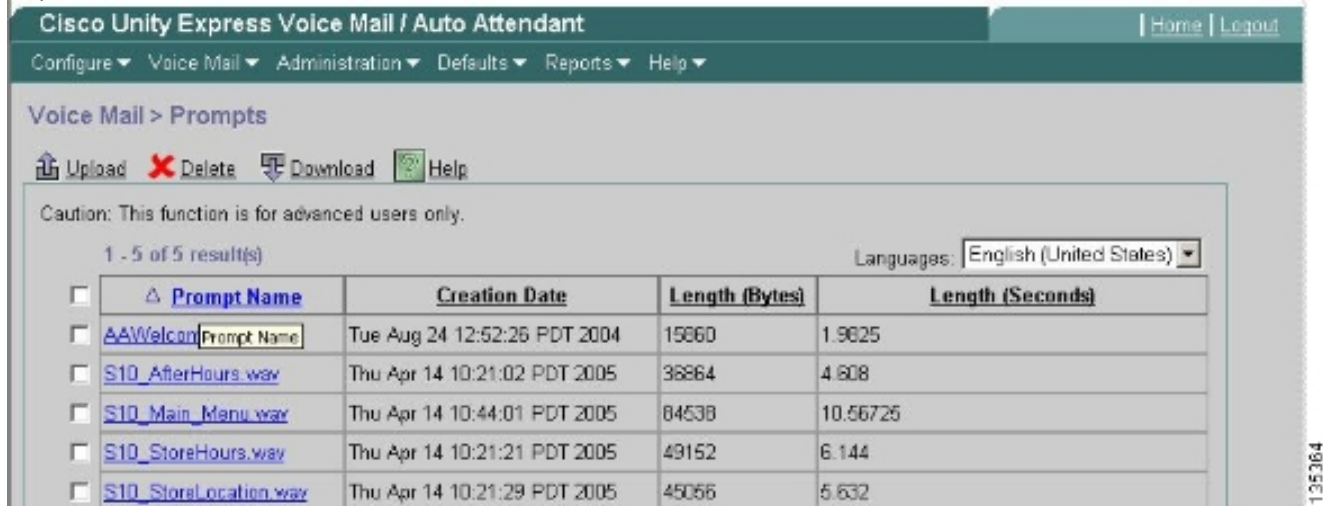 Cisco Unity Express Voice Mail / Auto Attendant
Home | Logout
Configure Voice Mail Administration Defaults Reports Help
Voice Mail > Prompts
Upload Delete Download Help
Caution: This function is for advanced users only.
1 - 5 of 5 result(s)
Languages: English (United States)
Prompt Name Creation Date Length (Bytes) Length (Seconds)
Prompt Name Tue Aug 24 12:52:26 PDT 2004 15860 1.9825
S10_AfterHours.wav Thu Apr 14 10:21:02 PDT 2005 36864 4.608
S10_Main_Menu.wav Thu Apr 14 10:44:01 PDT 2005 84538 10.56725
S10_StoreHours.wav Thu Apr 14 10:21:21 PDT 2005 49152 6.144
S10_StoreLocation.wav Thu Apr 14 10:21:29 PDT 2005 45056 5.632
135364